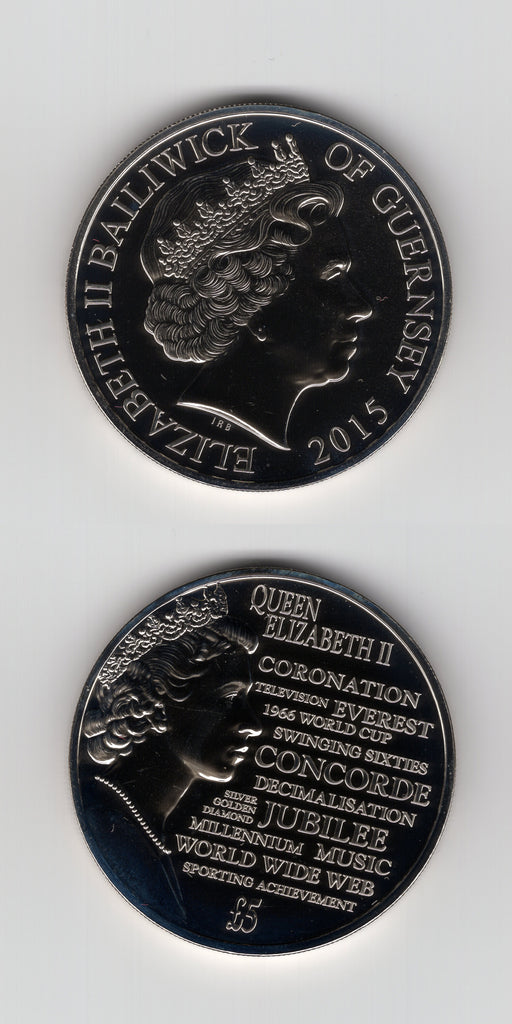 ELIZABETH II BAILIWICK OF GUERNSEY 2015
IRB
QUEEN
ELIZABETH II
CORONATION
TELEVISION EVEREST
1966 WORLD CUP
SWINGING SIXTIES
CONCORDE
DECIMALISATION
SILVER
GOLDEN
DIAMOND
JUBILEE
MILLENNIUM MUSIC
WORLD WIDE WEB
SPORTING ACHIEVEMENT
£5